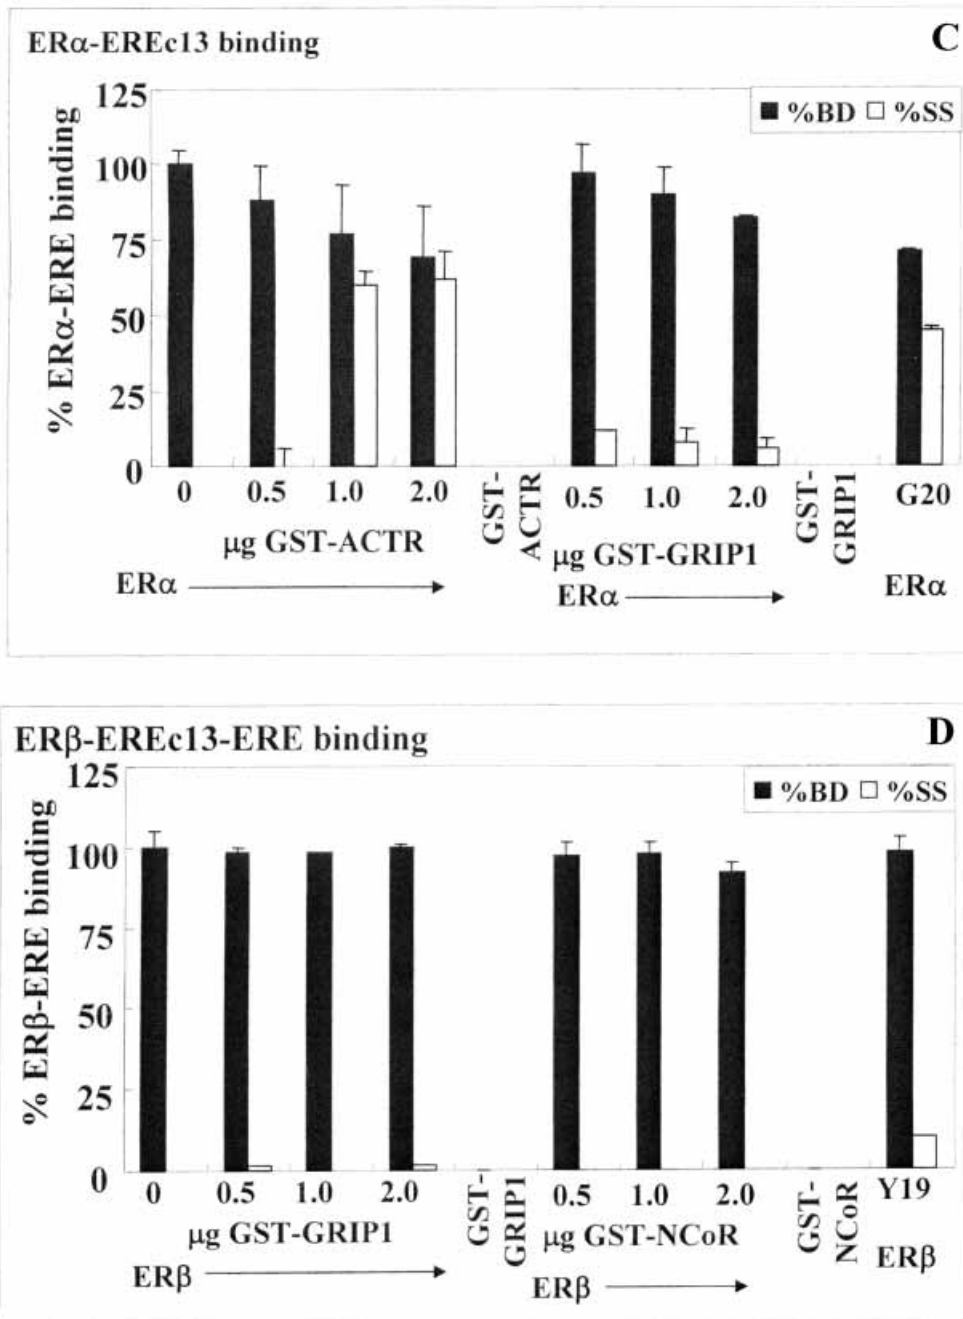 ERα-EREc13 binding C
% ERα-ERE binding
125
100
75
50
25
0
%BD %SS
0 0.5 1.0 2.0 GST-ACTR 0.5 1.0 2.0 GST-GRIP1 G20
μg GST-ACTR μg GST-GRIP1
ERα ERα ERα
ERβ-EREc13-ERE binding D
% ERβ-ERE binding
125
100
75
50
25
0
%BD %SS
0 0.5 1.0 2.0 GST-GRIP1 0.5 1.0 2.0 GST-NCoR Y19
μg GST-GRIP1 μg GST-NCoR
ERβ ERβ ERβ